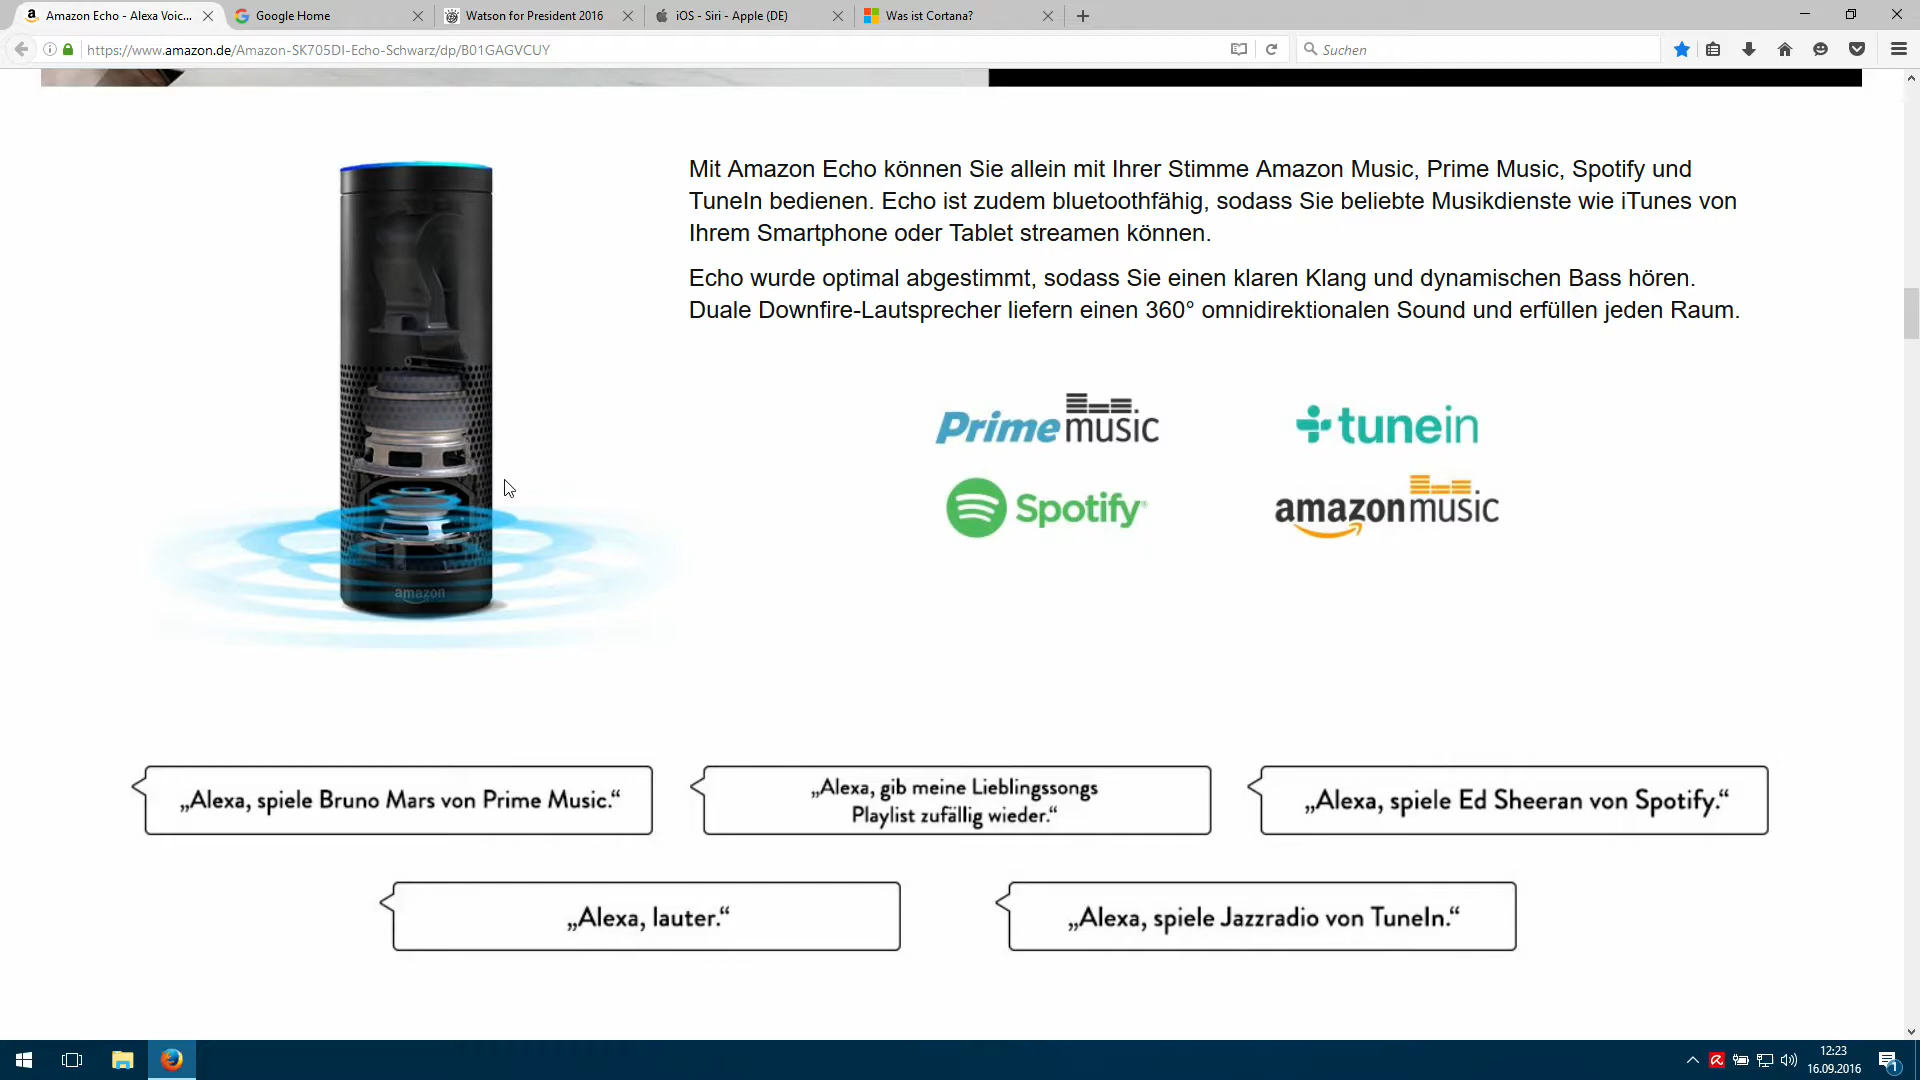 Amazon Echo - Alexa Voic...
Google Home
Watson for President 2016
iOS - Siri - Apple (DE)
Was ist Cortana?
https://www.amazon.de/Amazon-SK705DI-Echo-Schwarz/dp/B01GAGVCUY
Suchen
Mit Amazon Echo können Sie allein mit Ihrer Stimme Amazon Music, Prime Music, Spotify und
TuneIn bedienen. Echo ist zudem bluetoothfähig, sodass Sie beliebte Musikdienste wie iTunes von
Ihrem Smartphone oder Tablet streamen können.
Echo wurde optimal abgestimmt, sodass Sie einen klaren Klang und dynamischen Bass hören.
Duale Downfire-Lautsprecher liefern einen 360° omnidirektionalen Sound und erfüllen jeden Raum.
Prime music
tunein
Spotify
amazon music
amazon
„Alexa, spiele Bruno Mars von Prime Music.“
„Alexa, gib meine Lieblingssongs
Playlist zufällig wieder.“
„Alexa, spiele Ed Sheeran von Spotify.“
„Alexa, lauter.“
„Alexa, spiele Jazzradio von TuneIn.“
12:23
16.09.2016
1